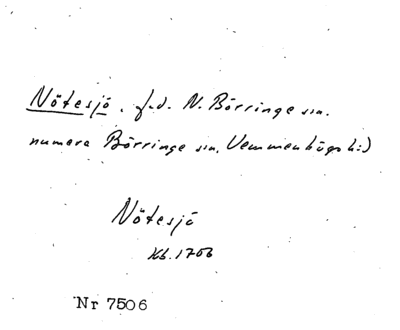 Nötesjö, f.d. N. Börringe sn.
numera Börringe sn, Vemmenhögs h:)
Nötesjö
Kb. 1706
Nr 7506